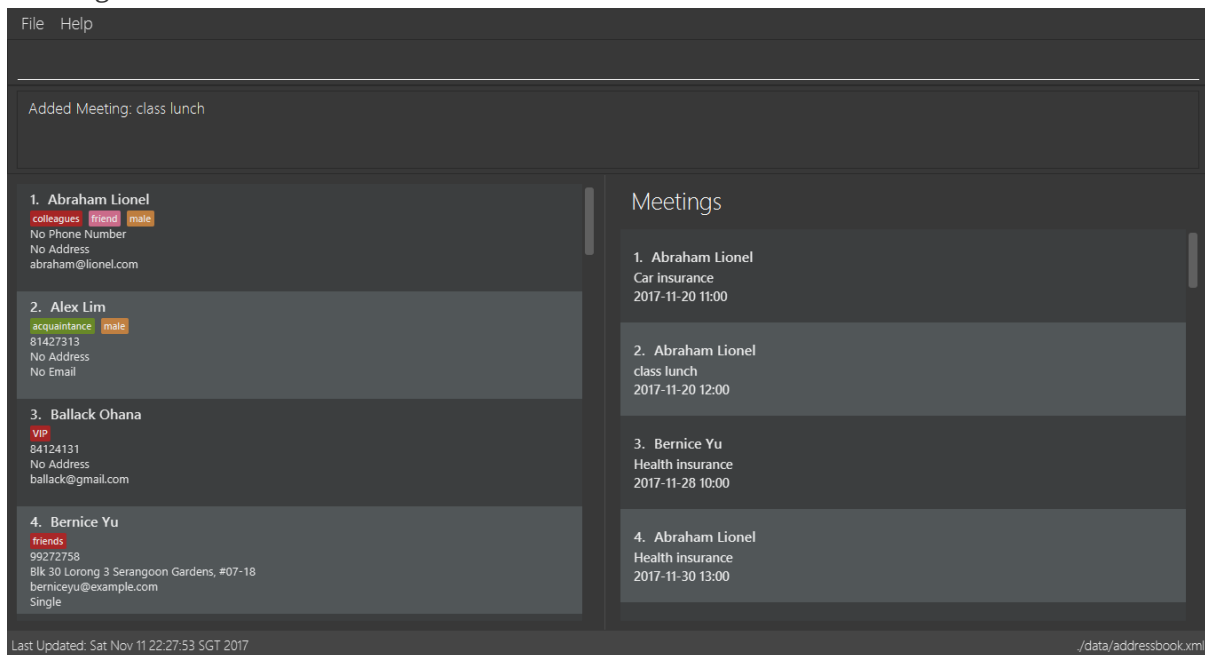 File Help
Added Meeting: class lunch
1. Abraham Lionel
colleagues friend male
No Phone Number
No Address
abraham@lionel.com
2. Alex Lim
acquaintance male
81427313
No Address
No Email
3. Ballack Ohana
VIP
84124131
No Address
ballack@gmail.com
4. Bernice Yu
friends
99272758
Blk 30 Lorong 3 Serangoon Gardens, #07-18
berniceyu@example.com
Single
Meetings
1. Abraham Lionel
Car insurance
2017-11-20 11:00
2. Abraham Lionel
class lunch
2017-11-20 12:00
3. Bernice Yu
Health insurance
2017-11-28 10:00
4. Abraham Lionel
Health insurance
2017-11-30 13:00
Last Updated: Sat Nov 11 22:27:53 SGT 2017
./data/addressbook.xml